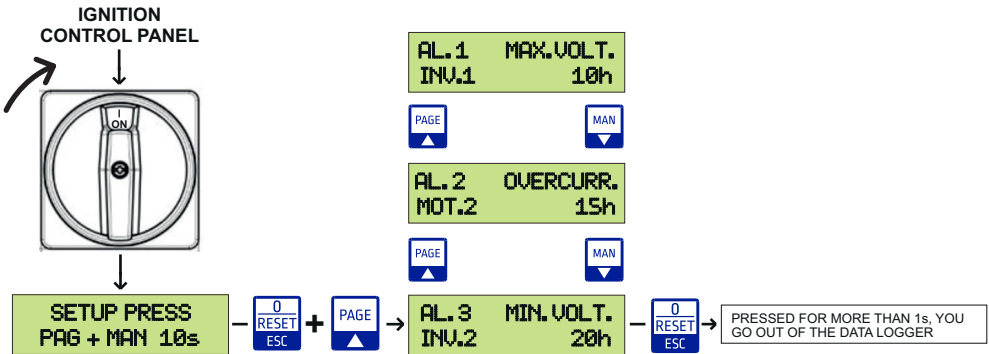 IGNITION
CONTROL PANEL
I
ON
AL.1 MAX.VOLT.
INV.1 10h
PAGE
MAN
AL.2 OVERCURR.
MOT.2 15h
PAGE
MAN
SETUP PRESS
PAG + MAN 10s
0
RESET
ESC
+
PAGE
AL.3 MIN.VOLT.
INV.2 20h
0
RESET
ESC
PRESSED FOR MORE THAN 1s, YOU
GO OUT OF THE DATA LOGGER